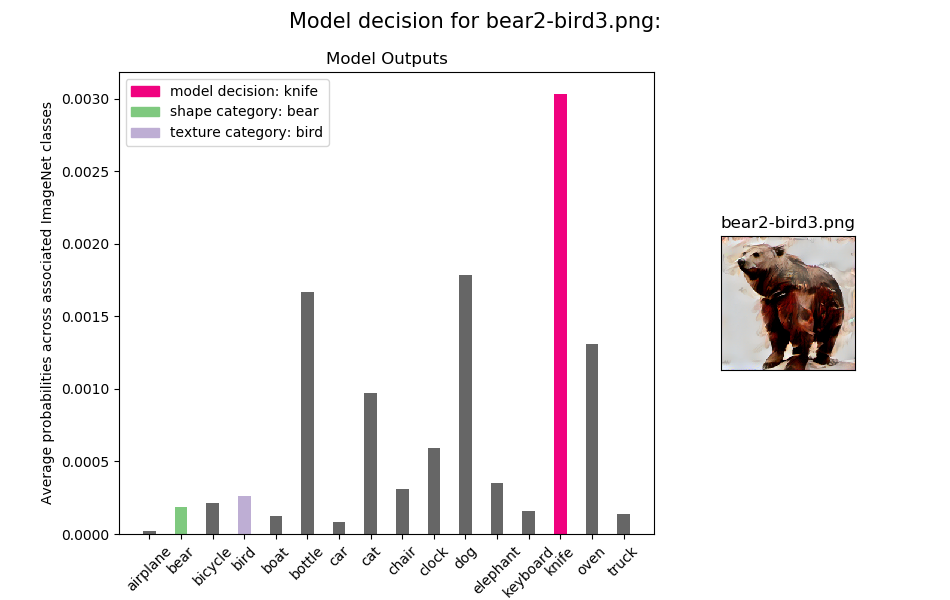 Model decision for bear2-bird3.png:
Model Outputs
model decision: knife
shape category: bear
texture category: bird
Average probabilities across associated ImageNet classes
0.0030
0.0025
0.0020
0.0015
0.0010
0.0005
0.0000
airplane
bear
bicycle
bird
boat
bottle
car
cat
chair
clock
dog
elephant
keyboard
knife
oven
truck
bear2-bird3.png